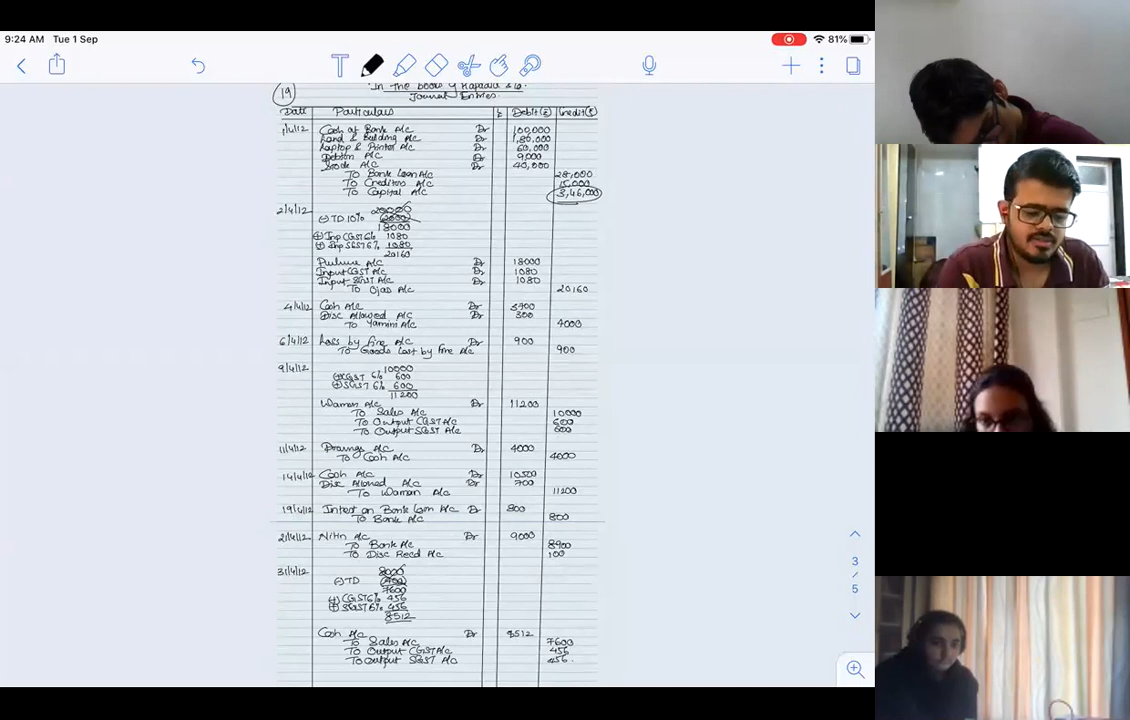 9:24 AM Tue 1 Sep
81%
19
In The books of Kapadia & Co
Journal Entries
Date Particulars Debit(₹) Credit(₹)
1/4/12 Cash at Bank A/c Dr 100,000
Land & Building A/c Dr 1,80,000
Laptop & Printer A/c Dr 60,000
Debtors A/c Dr 9,000
Stock A/c Dr 40,000
To Bank Loan A/c 28,000
To Creditors A/c 15,000
To Capital A/c 3,46,000
2/4/12 20000
(-) TD 10% (2000)
18000
(+) Inp CGST 6% 1080
(+) Inp SGST 6% 1080
20160
Purchase A/c Dr 18000
Input CGST A/c Dr 1080
Input SGST A/c Dr 1080
To Ojas A/c 20160
4/4/12 Cash A/c Dr 3700
Disc Allowed A/c Dr 300
To Yamini A/c 4000
6/4/12 Loss by Fire A/c Dr 900
To Goods Lost by Fire A/c 900
9/4/12 10000
(+) CGST 6% 600
(+) SGST 6% 600
11200
Waman A/c Dr 11200
To Sales A/c 10000
To Output CGST A/c 600
To Output SGST A/c 600
11/4/12 Drawings A/c Dr 4000
To Cash A/c 4000
14/4/12 Cash A/c Dr 10500
Disc Allowed A/c Dr 700
To Waman A/c 11200
19/4/12 Interest on Bank Loan A/c Dr 800
To Bank A/c 800
21/4/12 Nitin A/c Dr 9000
To Bank A/c 8900
To Disc Recd A/c 100
31/4/12 8000
(-) TD (400)
7600
(+) CGST 6% 456
(+) SGST 6% 456
8512
Cash A/c Dr 8512
To Sales A/c 7600
To Output CGST A/c 456
To Output SGST A/c 456
3
/
5